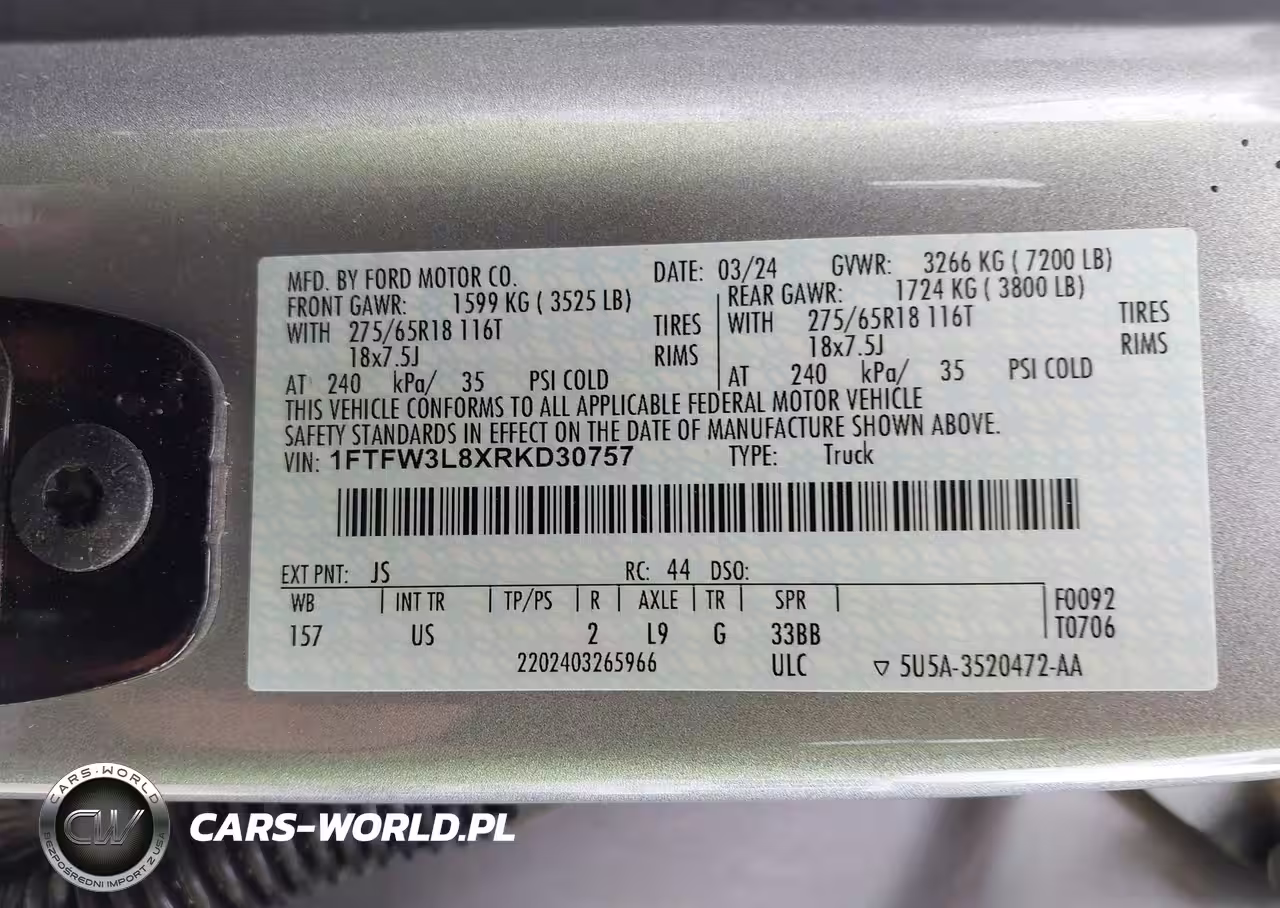 MFD. BY FORD MOTOR CO. DATE: 03/24 GVWR: 3266 KG ( 7200 LB)
FRONT GAWR: 1599 KG ( 3525 LB) REAR GAWR: 1724 KG ( 3800 LB)
WITH 275/65R18 116T TIRES WITH 275/65R18 116T TIRES
18x7.5J RIMS 18x7.5J RIMS
AT 240 kPa/ 35 PSI COLD AT 240 kPa/ 35 PSI COLD
THIS VEHICLE CONFORMS TO ALL APPLICABLE FEDERAL MOTOR VEHICLE
SAFETY STANDARDS IN EFFECT ON THE DATE OF MANUFACTURE SHOWN ABOVE.
VIN: 1FTFW3L8XRKD30757 TYPE: Truck
EXT PNT: JS RC: 44 DSO:
WB INT TR TP/PS R AXLE TR SPR F0092
157 US 2 L9 G 33BB T0706
2202403265966 ULC 5U5A-3520472-AA
CARS-WORLD
CW
BEZPOŚREDNI IMPORT Z USA
CARS-WORLD.PL